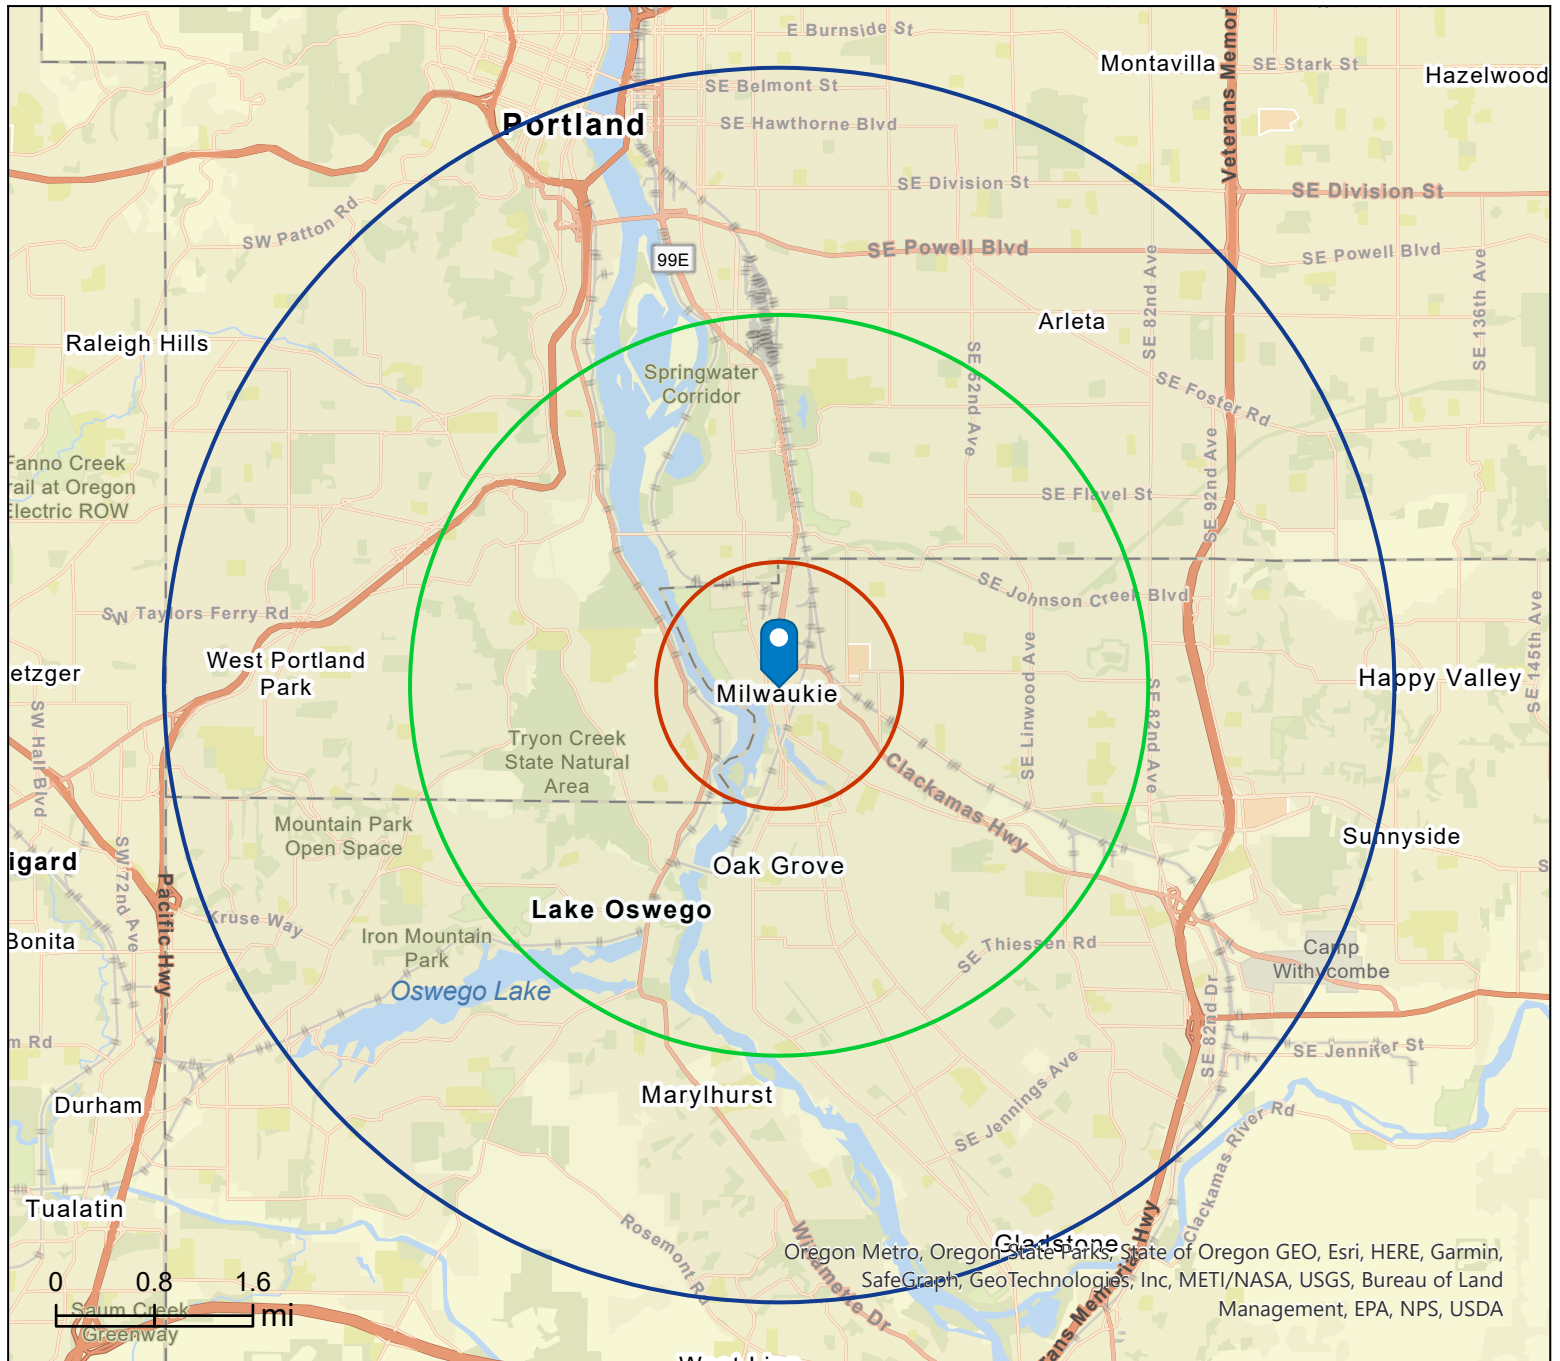 E Burnside St
Montavilla
SE Stark St
Hazelwood
Veterans Memor
SE Belmont St
Portland
SE Hawthorne Blvd
SE Division St
SE Division St
SW Patton Rd
SE Powell Blvd
SE Powell Blvd
99E
SE 82nd Ave
SE 136th Ave
Arleta
Raleigh Hills
SE 52nd Ave
Springwater
Corridor
SE Foster Rd
Fanno Creek
rail at Oregon
Electric ROW
SE Flavel St
SE 92nd Ave
SE Johnson Creek Blvd
SW Taylors Ferry Rd
SE 145th Ave
West Portland
Park
etzger
SE Linwood Ave
Happy Valley
Milwaukie
SE 82nd Ave
SW Hall Blvd
Tryon Creek
State Natural
Area
Clackamas Hwy
Mountain Park
Open Space
Sunnyside
igard
SW 72nd Ave
Oak Grove
S
Pacific Hwy
Kruse Way
Lake Oswego
Bonita
Iron Mountain
Park
SE Thiessen Rd
Camp
Withycombe
Oswego Lake
SE 82nd Dr
m Rd
SE Jennifer St
Marylhurst
Durham
SE Jennings Ave
Clackamas River Rd
Tualatin
Rosemont Rd
Willamette Dr
Gladstone
rans Memorial Hwy
Oregon Metro, Oregon State Parks, State of Oregon GEO, Esri, HERE, Garmin,
SafeGraph, GeoTechnologies, Inc, METI/NASA, USGS, Bureau of Land
Management, EPA, NPS, USDA
0 0.8 1.6
mi
Saum Creek
Greenway